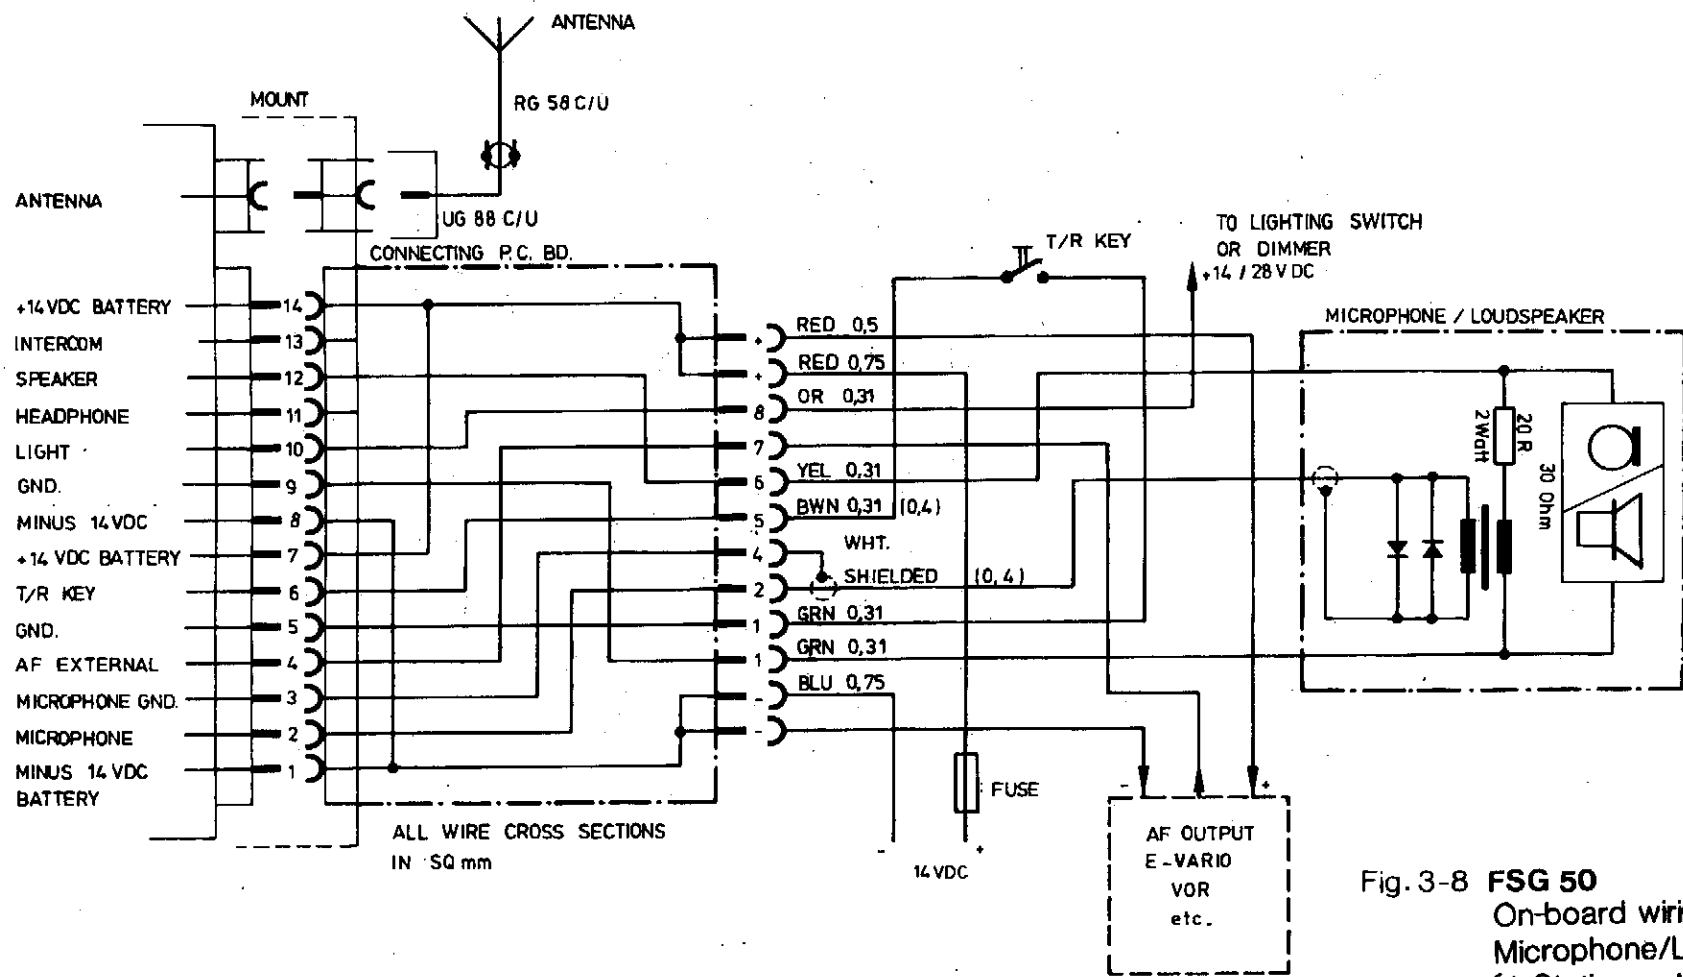 ANTENNA
RG 58 C/U
MOUNT
ANTENNA
UG 88 C/U
CONNECTING P.C. BD.
T/R KEY
TO LIGHTING SWITCH
OR DIMMER
+14 / 28 V DC
MICROPHONE / LOUDSPEAKER
+14 VDC BATTERY
14
INTERCOM
13
SPEAKER
12
HEADPHONE
11
LIGHT
10
GND.
9
MINUS 14 VDC
8
+14 VDC BATTERY
7
T/R KEY
6
GND.
5
AF EXTERNAL
4
MICROPHONE GND.
3
MICROPHONE
2
MINUS 14 VDC
BATTERY
1
+ RED 0,5
+ RED 0,75
8 OR 0,31
7
6 YEL 0,31
5 BWN 0,31 (0,4)
4 WHT.
2 SHIELDED (0,4)
1 GRN 0,31
1 GRN 0,31
- BLU 0,75
-
20 R
2Watt
30 Ohm
FUSE
- +
14 VDC
- +
AF OUTPUT
E-VARIO
VOR
etc.
ALL WIRE CROSS SECTIONS
IN SQ mm
Fig. 3-8 FSG 50
On-board
Microphone/L